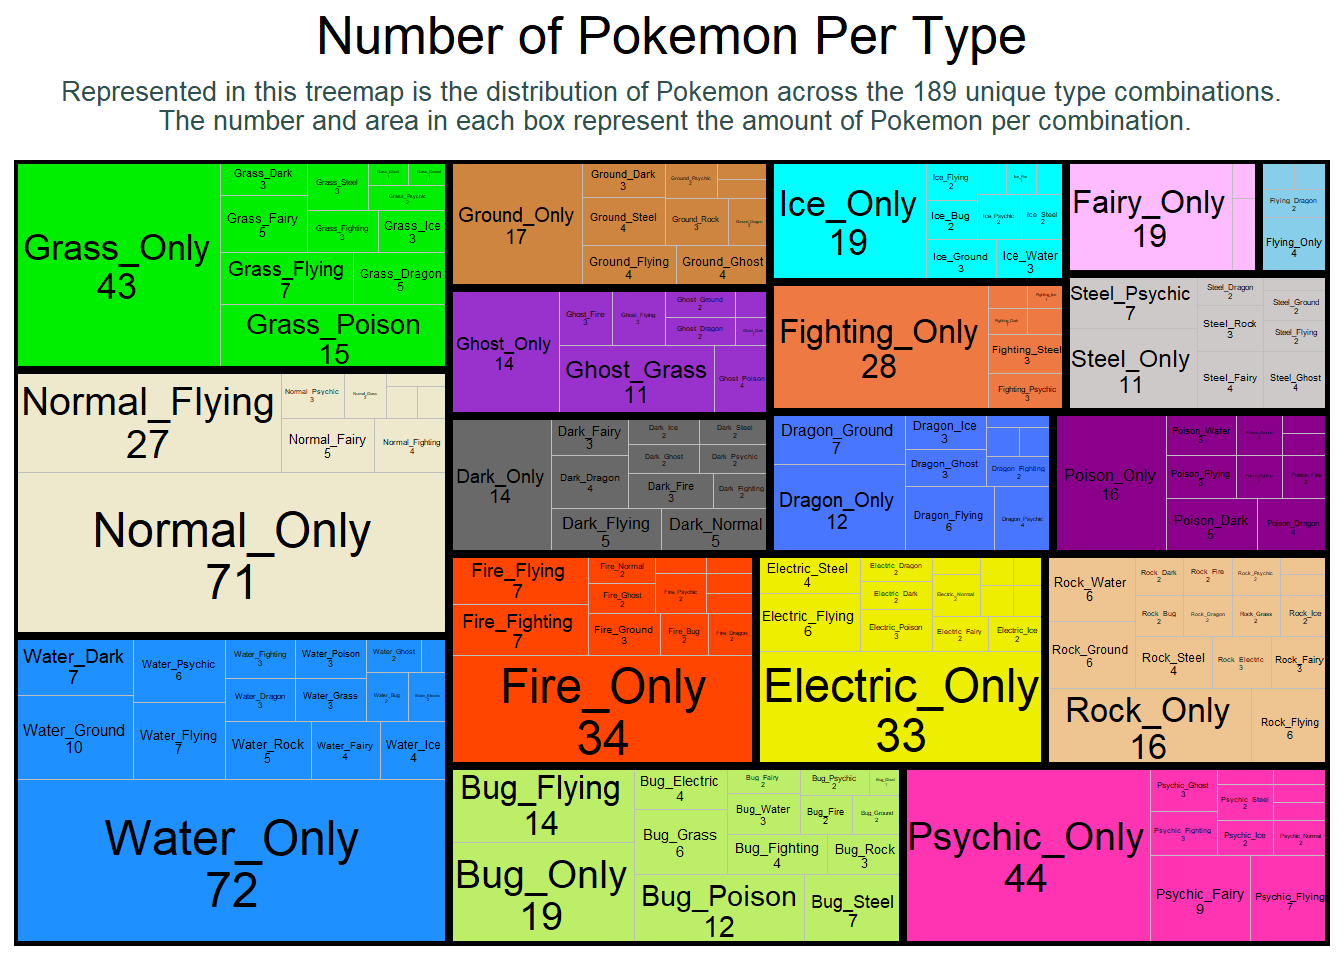 Number of Pokemon Per Type
Represented in this treemap is the distribution of Pokemon across the 189 unique type combinations.
The number and area in each box represent the amount of Pokemon per combination.
Grass_Only
43
Grass_Dark
3
Grass_Steel
3
Grass_Psychic
2
Grass_Fairy
5
Grass_Fighting
3
Grass_Ice
3
Grass_Flying
7
Grass_Dragon
5
Grass_Poison
15
Normal_Flying
27
Normal_Psychic
3
Normal_Fairy
5
Normal_Fighting
4
Normal_Only
71
Water_Dark
7
Water_Psychic
6
Water_Fighting
3
Water_Poison
3
Water_Ghost
2
Water_Dragon
3
Water_Grass
3
Water_Bug
2
Water_Electric
Water_Ground
10
Water_Flying
7
Water_Rock
5
Water_Fairy
4
Water_Ice
4
Water_Only
72
Ground_Only
17
Ground_Dark
3
Ground_Psychic
2
Ground_Steel
4
Ground_Rock
3
Ground_Dragon
Ground_Flying
4
Ground_Ghost
4
Ghost_Only
14
Ghost_Fire
3
Ghost_Flying
3
Ghost_Ground
2
Ghost_Dragon
2
Ghost_Dark
Ghost_Grass
11
Ghost_Poison
4
Dark_Only
14
Dark_Fairy
3
Dark_Ice
2
Dark_Steel
2
Dark_Ghost
2
Dark_Psychic
2
Dark_Dragon
4
Dark_Fire
3
Dark_Fighting
2
Dark_Flying
5
Dark_Normal
5
Fire_Flying
7
Fire_Normal
2
Fire_Ghost
2
Fire_Psychic
2
Fire_Fighting
7
Fire_Ground
3
Fire_Bug
2
Fire_Dragon
2
Fire_Only
34
Bug_Flying
14
Bug_Electric
4
Bug_Fairy
2
Bug_Psychic
2
Bug_Ghost
1
Bug_Water
3
Bug_Fire
2
Bug_Ground
2
Bug_Grass
6
Bug_Fighting
4
Bug_Rock
3
Bug_Only
19
Bug_Poison
12
Bug_Steel
7
Ice_Only
19
Ice_Flying
2
Ice_Fire
1
Ice_Bug
2
Ice_Psychic
2
Ice_Steel
2
Ice_Ground
3
Ice_Water
3
Fighting_Only
28
Fighting_Ice
1
Fighting_Dark
Fighting_Steel
3
Fighting_Psychic
3
Dragon_Ground
7
Dragon_Ice
3
Dragon_Ghost
3
Dragon_Fighting
2
Dragon_Only
12
Dragon_Flying
6
Dragon_Psychic
4
Electric_Steel
4
Electric_Dragon
2
Electric_Dark
2
Electric_Normal
2
Electric_Flying
6
Electric_Poison
3
Electric_Fairy
2
Electric_Ice
2
Electric_Only
33
Fairy_Only
19
Flying_Dragon
2
Flying_Only
4
Steel_Psychic
7
Steel_Dragon
2
Steel_Ground
2
Steel_Rock
3
Steel_Flying
2
Steel_Only
11
Steel_Fairy
4
Steel_Ghost
4
Poison_Only
16
Poison_Water
3
Poison_Flying
3
Poison_Fire
2
Poison_Dark
5
Poison_Dragon
4
Rock_Water
6
Rock_Dark
2
Rock_Fire
2
Rock_Psychic
2
Rock_Bug
2
Rock_Dragon
2
Rock_Grass
2
Rock_Ice
2
Rock_Ground
6
Rock_Steel
4
Rock_Electric
3
Rock_Fairy
3
Rock_Only
16
Rock_Flying
6
Psychic_Only
44
Psychic_Ghost
3
Psychic_Steel
2
Psychic_Fighting
3
Psychic_Ice
2
Psychic_Normal
2
Psychic_Fairy
9
Psychic_Flying
7